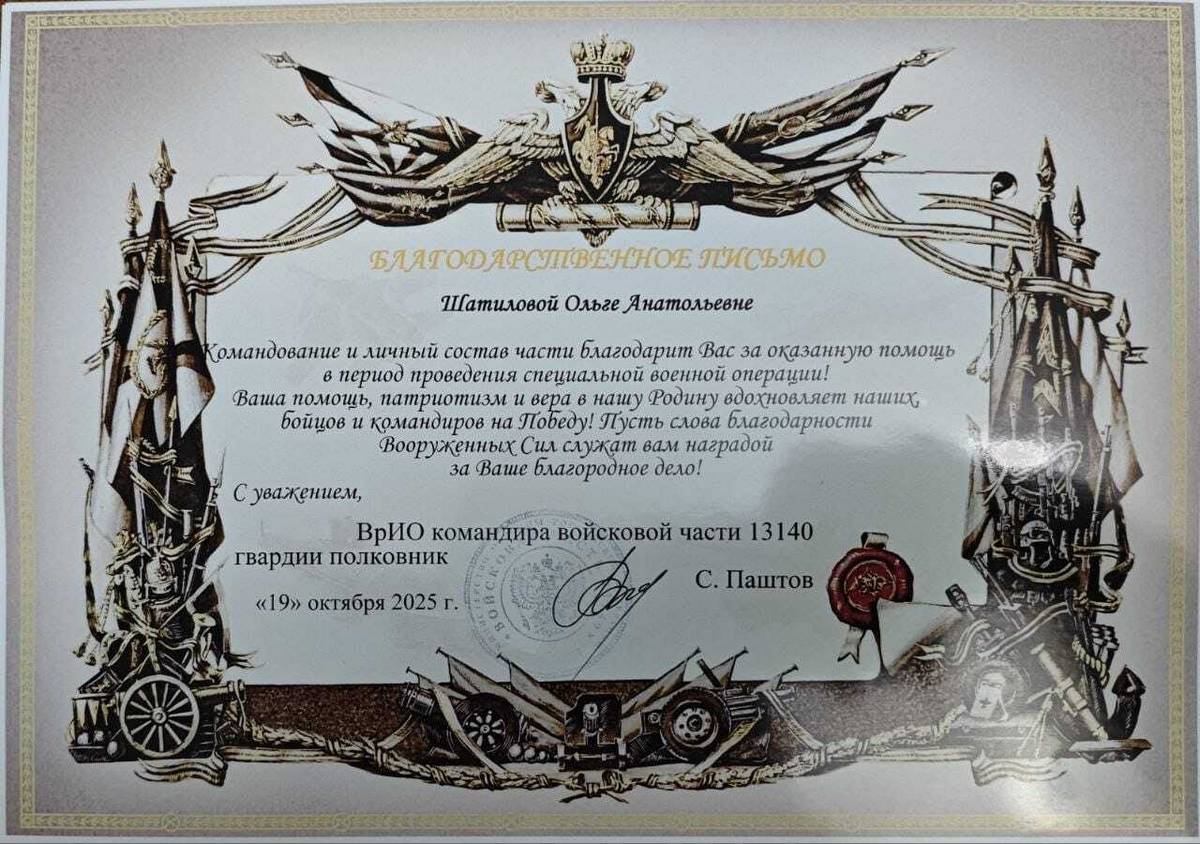 БЛАГОДАРСТВЕННОЕ ПИСЬМО
Шатиловой Ольге Анатольевне
Командование и личный состав части благодарит Вас за оказанную помощь
в период проведения специальной военной операции!
Ваша помощь, патриотизм и вера в нашу Родину вдохновляет наших
бойцов и командиров на Победу! Пусть слова благодарности
Вооруженных Сил служат вам наградой
за Ваше благородное дело!
С уважением,
ВрИО командира войсковой части 13140
гвардии полковник
С. Паштов
«19» октября 2025 г.